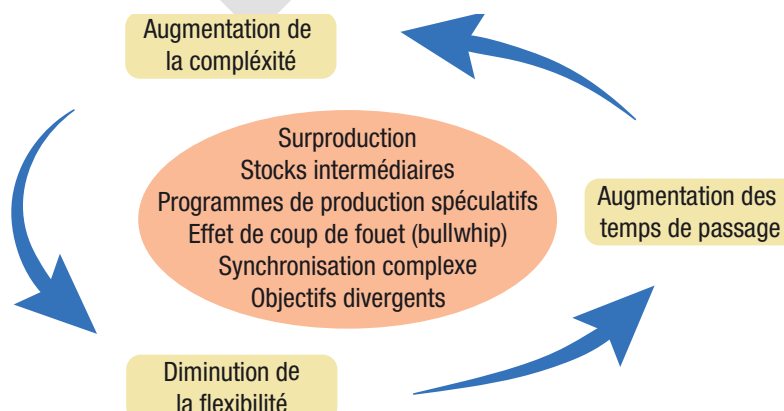 Augmentation de
la compléxité
Surproduction
Stocks intermédiaires
Programmes de production spéculatifs
Effet de coup de fouet (bullwhip)
Synchronisation complexe
Objectifs divergents
Augmentation des
temps de passage
Diminution de
la flexibilité